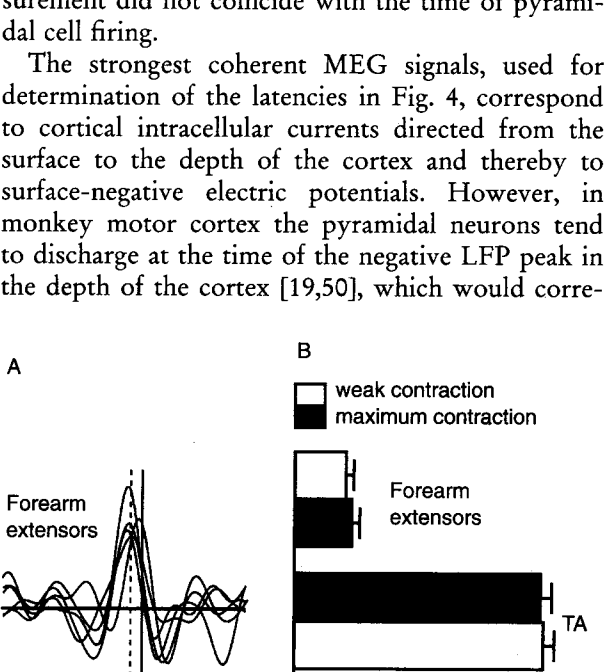 surement did not coincide with the time of pyrami-
dal cell firing.
The strongest coherent MEG signals, used for
determination of the latencies in Fig. 4, correspond
to cortical intracellular currents directed from the
surface to the depth of the cortex and thereby to
surface-negative electric potentials. However, in
monkey motor cortex the pyramidal neurons tend
to discharge at the time of the negative LFP peak in
the depth of the cortex [19,50], which would corre-
A
Forearm
extensors
B
weak contraction
maximum contraction
Forearm
extensors
TA